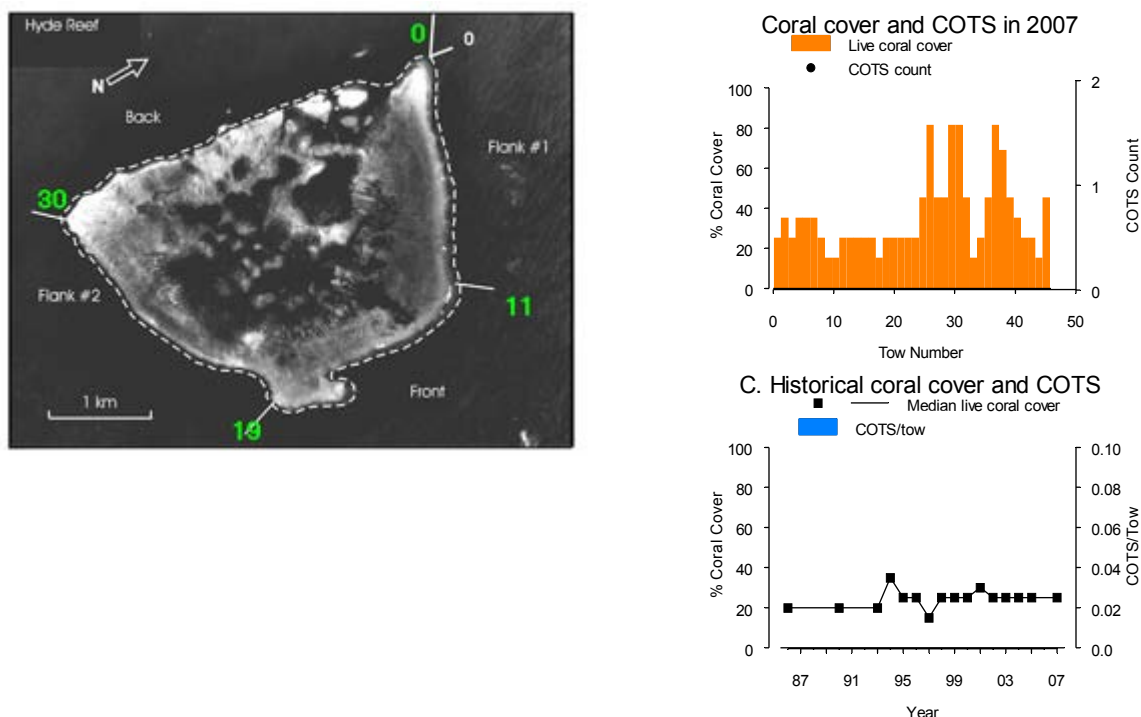 Hyde Reef
N
Back
0
0
Flank #1
30
Flank #2
11
1 km
Front
19
Coral cover and COTS in 2007
Live coral cover
COTS count
% Coral Cover
100
80
60
40
20
0
2
1
0
COTS Count
0 10 20 30 40 50
Tow Number
C. Historical coral cover and COTS
Median live coral cover
COTS/tow
% Coral Cover
100
80
60
40
20
0
0.10
0.08
0.06
0.04
0.02
0.0
COTS/Tow
87 91 95 99 03 07
Year